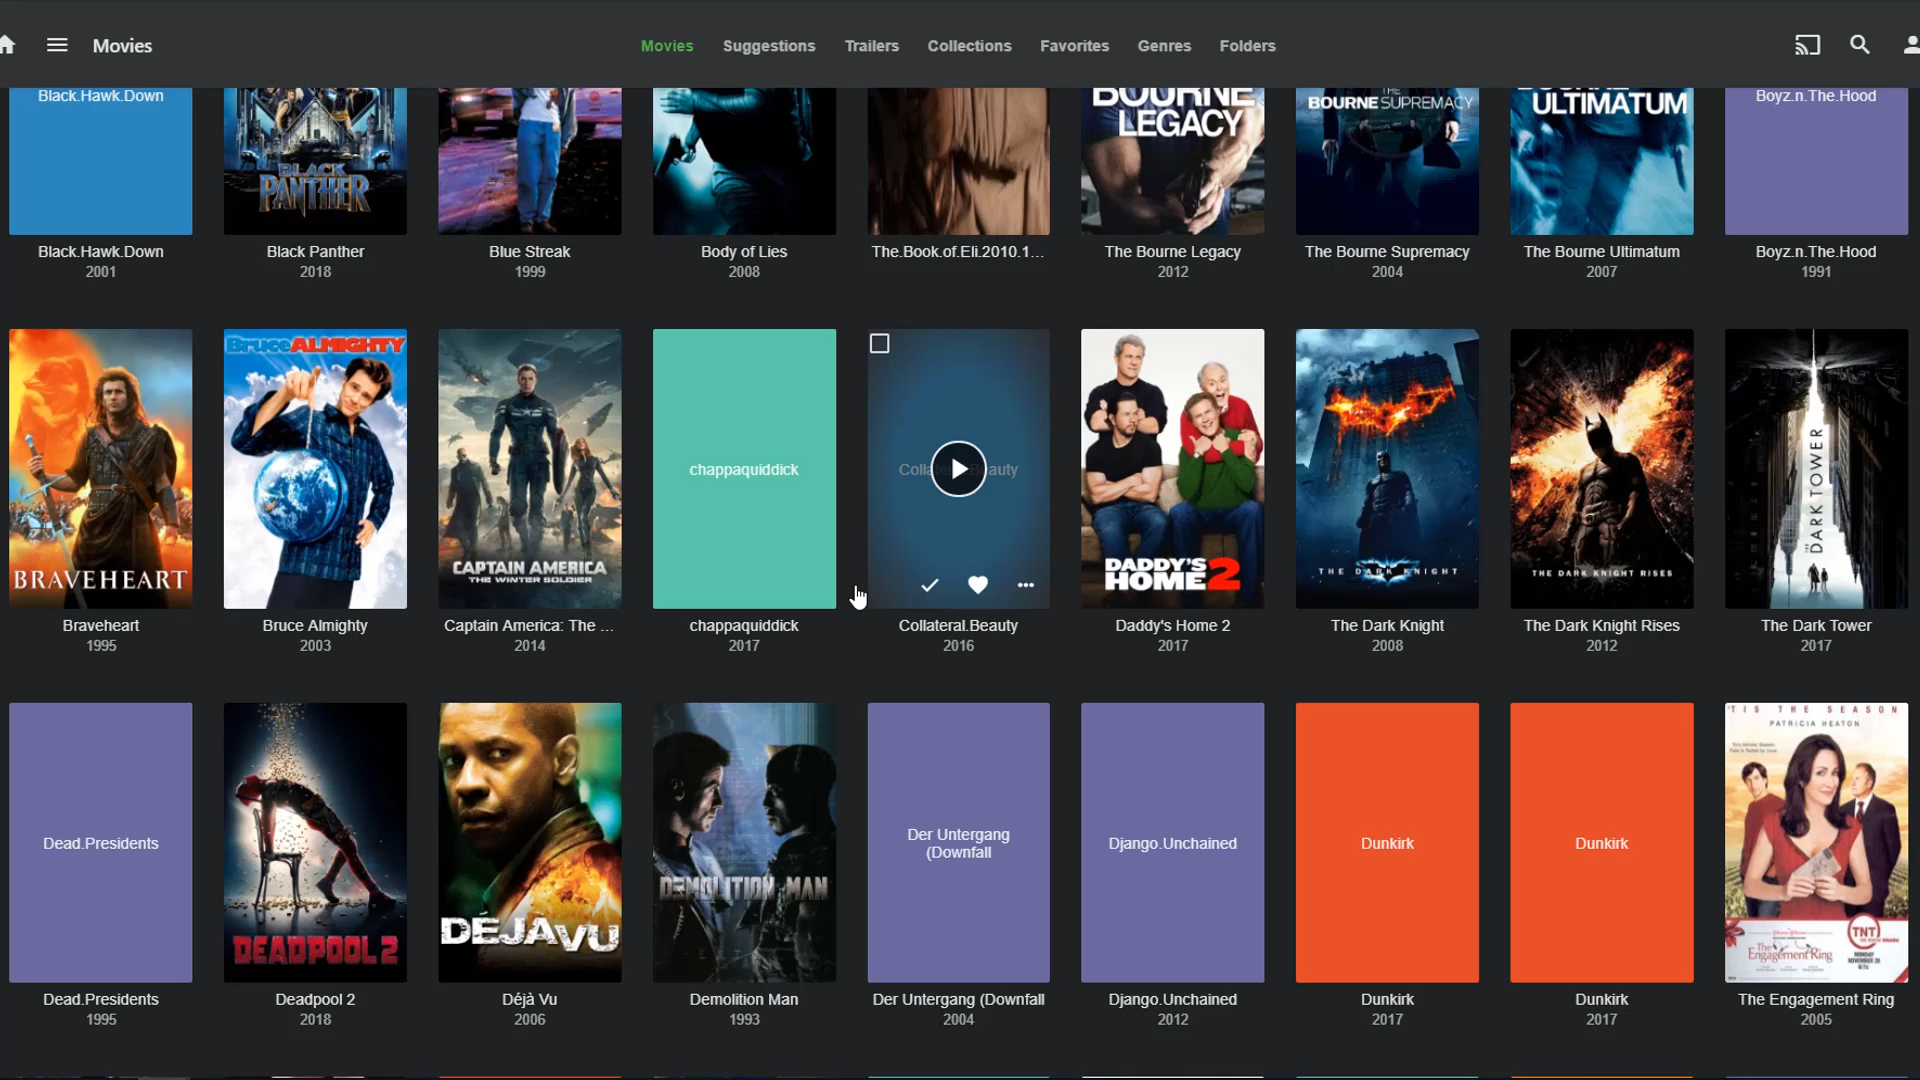 Movies
Movies Suggestions Trailers Collections Favorites Genres Folders
Black.Hawk.Down
BLACK
PANTHER
BOURNE
LEGACY
THE
BOURNE SUPREMACY
ULTIMATUM
Boyz.n.The.Hood
Black.Hawk.Down
2001
Black Panther
2018
Blue Streak
1999
Body of Lies
2008
The.Book.of.Eli.2010.1...
The Bourne Legacy
2012
The Bourne Supremacy
2004
The Bourne Ultimatum
2007
Boyz.n.The.Hood
1991
BRAVEHEART
Bruce ALMIGHTY
CAPTAIN AMERICA
THE WINTER SOLDIER
chappaquiddick
DADDY'S
HOME 2
THE DARK KNIGHT
THE DARK KNIGHT RISES
THE DARK TOWER
Braveheart
1995
Bruce Almighty
2003
Captain America: The ...
2014
chappaquiddick
2017
Collateral.Beauty
2016
Daddy's Home 2
2017
The Dark Knight
2008
The Dark Knight Rises
2012
The Dark Tower
2017
Dead.Presidents
DEADPOOL 2
DÉJÀ VU
DEMOLITION MAN
Der Untergang
(Downfall
Django.Unchained
Dunkirk
Dunkirk
'TIS THE SEASON
PATRICIA HEATON
The
Engagement Ring
TNT
MONDAY
NOVEMBER 28
Dead.Presidents
1995
Deadpool 2
2018
Déjà Vu
2006
Demolition Man
1993
Der Untergang (Downfall
2004
Django.Unchained
2012
Dunkirk
2017
Dunkirk
2017
The Engagement Ring
2005